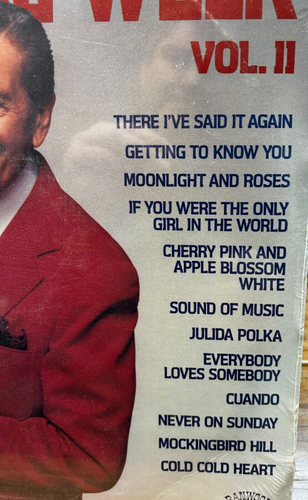 WEEK
VOL. II
THERE I'VE SAID IT AGAIN
GETTING TO KNOW YOU
MOONLIGHT AND ROSES
IF YOU WERE THE ONLY
GIRL IN THE WORLD
CHERRY PINK AND
APPLE BLOSSOM
WHITE
SOUND OF MUSIC
JULIDA POLKA
EVERYBODY
LOVES SOMEBODY
CUANDO
NEVER ON SUNDAY
MOCKINGBIRD HILL
COLD COLD HEART